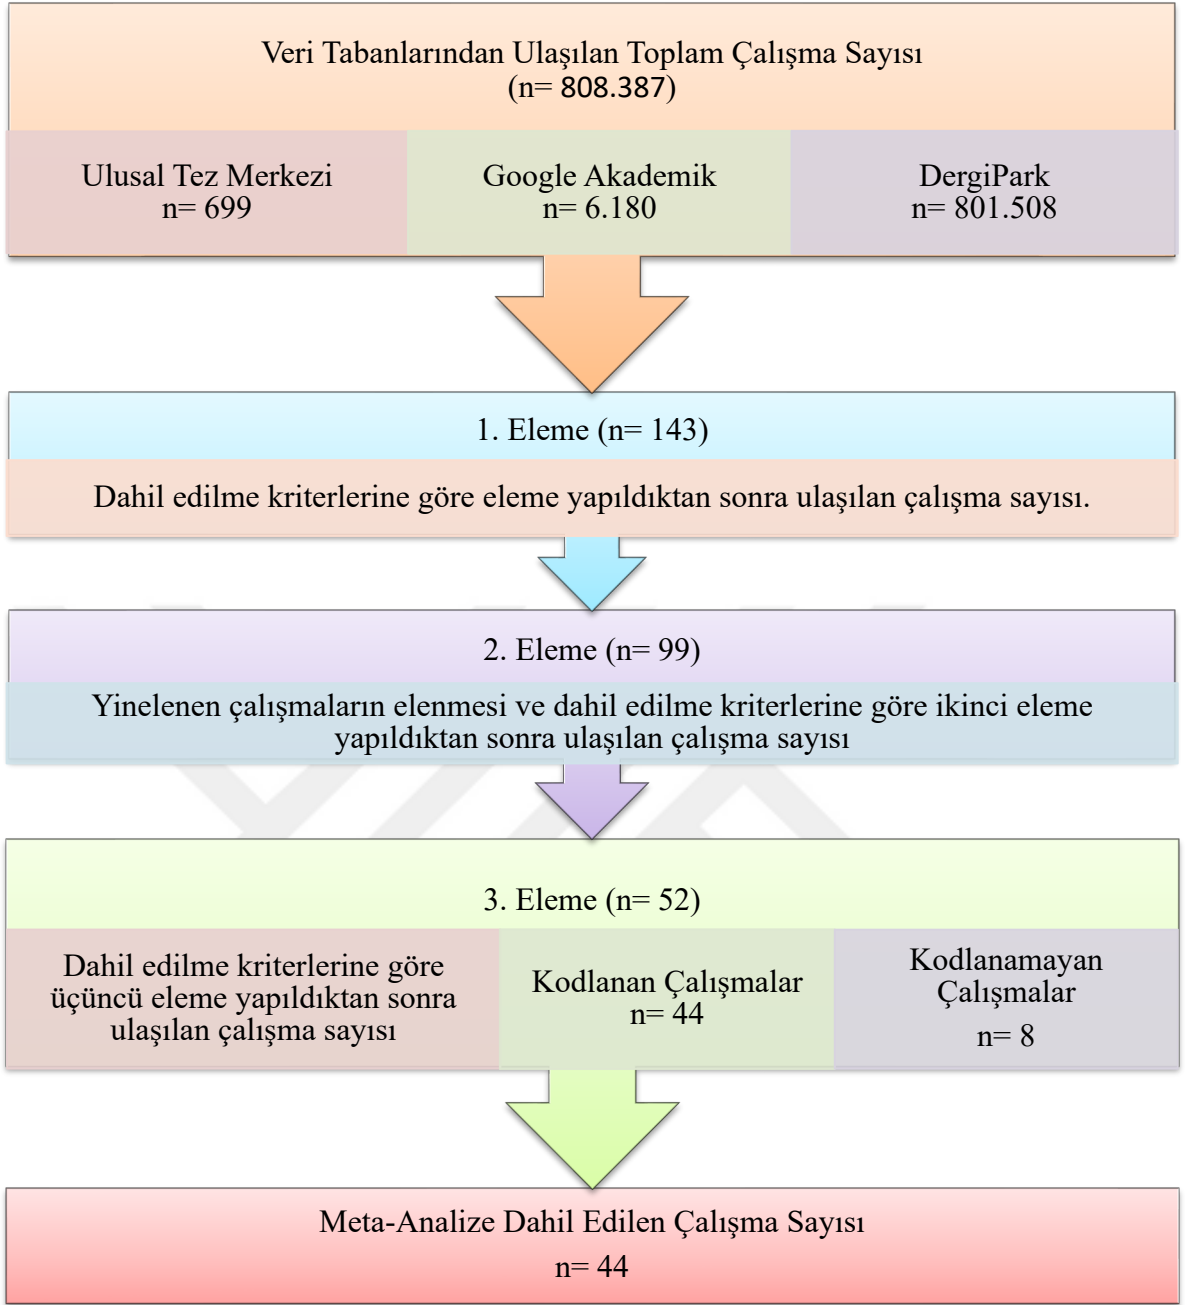 Veri Tabanlarından Ulaşılan Toplam Çalışma Sayısı
(n= 808.387)
Ulusal Tez Merkezi
n= 699
Google Akademik
n= 6.180
DergiPark
n= 801.508
1. Eleme (n= 143)
Dahil edilme kriterlerine göre eleme yapıldıktan sonra ulaşılan çalışma sayısı.
2. Eleme (n= 99)
Yinelenen çalışmaların elenmesi ve dahil edilme kriterlerine göre ikinci eleme
yapıldıktan sonra ulaşılan çalışma sayısı
3. Eleme (n= 52)
Dahil edilme kriterlerine göre
üçüncü eleme yapıldıktan sonra
ulaşılan çalışma sayısı
Kodlanan Çalışmalar
n= 44
Kodlanamayan
Çalışmalar
n= 8
Meta-Analize Dahil Edilen Çalışma Sayısı
n= 44